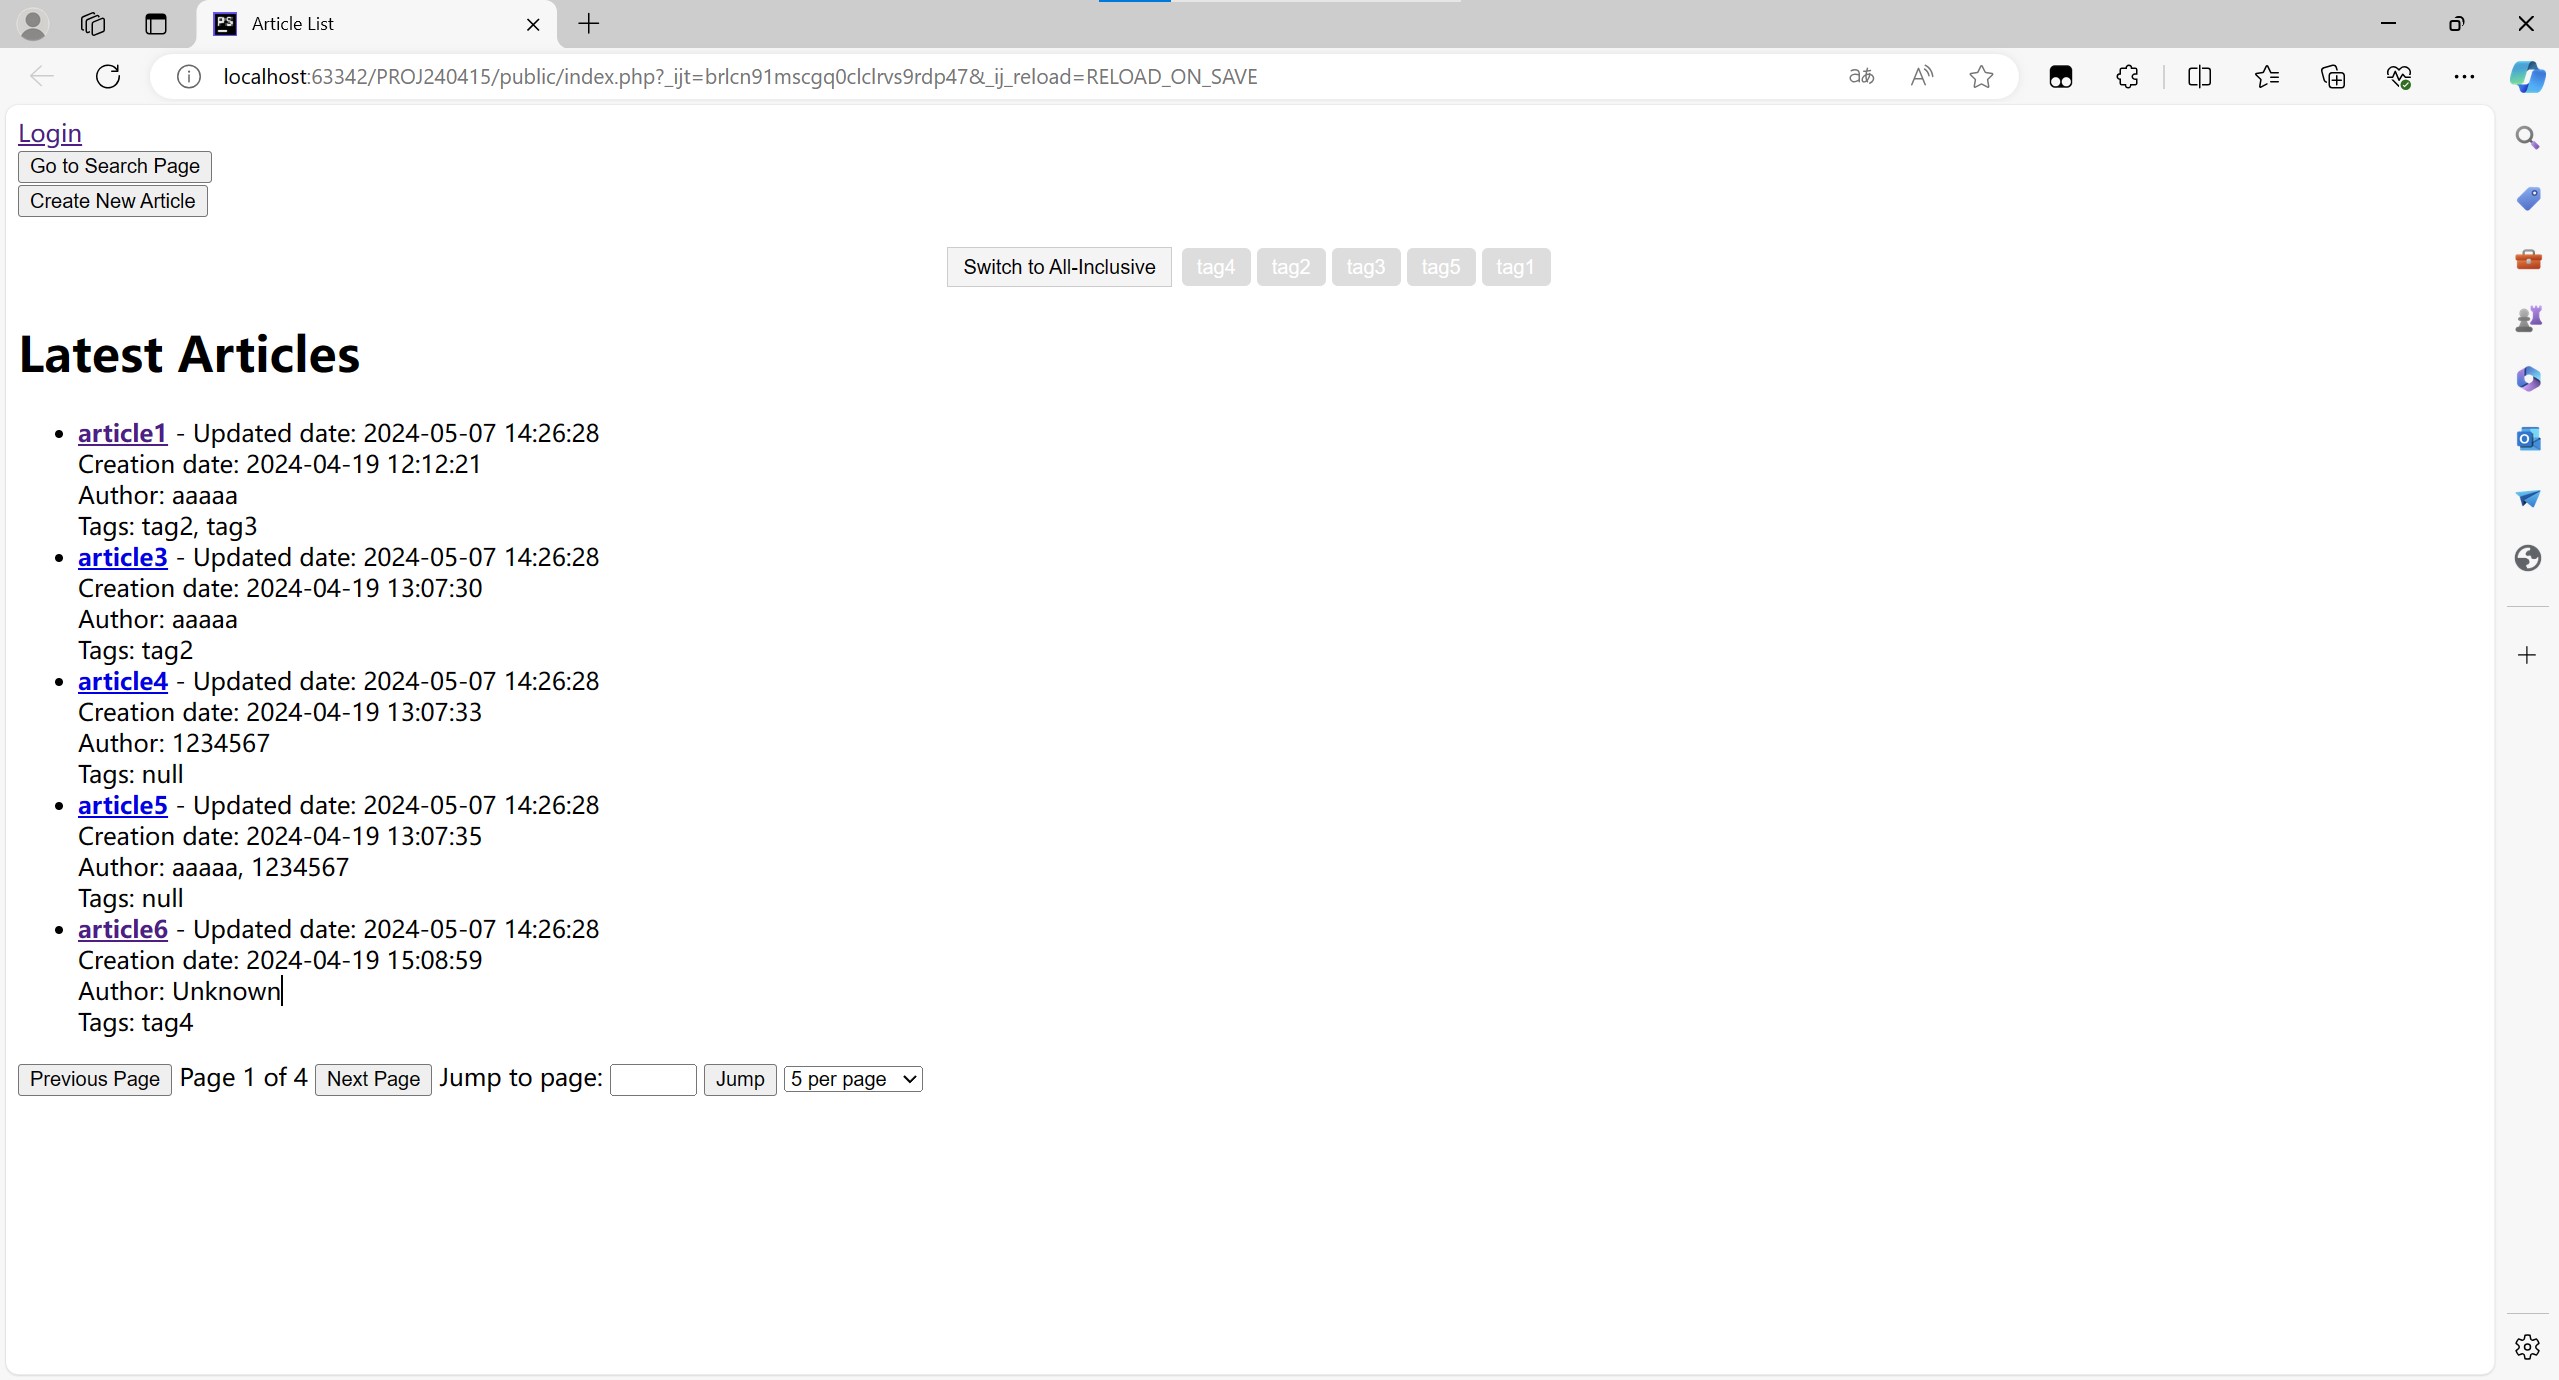 Article List
localhost:63342/PROJ240415/public/index.php?_ijt=brlcn91mscgq0clclrvs9rdp47&_ij_reload=RELOAD_ON_SAVE
Login
Go to Search Page
Create New Article
Switch to All-Inclusive tag4 tag2 tag3 tag5 tag1
Latest Articles
article1 - Updated date: 2024-05-07 14:26:28
Creation date: 2024-04-19 12:12:21
Author: aaaaa
Tags: tag2, tag3
article3 - Updated date: 2024-05-07 14:26:28
Creation date: 2024-04-19 13:07:30
Author: aaaaa
Tags: tag2
article4 - Updated date: 2024-05-07 14:26:28
Creation date: 2024-04-19 13:07:33
Author: 1234567
Tags: null
article5 - Updated date: 2024-05-07 14:26:28
Creation date: 2024-04-19 13:07:35
Author: aaaaa, 1234567
Tags: null
article6 - Updated date: 2024-05-07 14:26:28
Creation date: 2024-04-19 15:08:59
Author: Unknown
Tags: tag4
Previous Page Page 1 of 4 Next Page Jump to page: Jump 5 per page